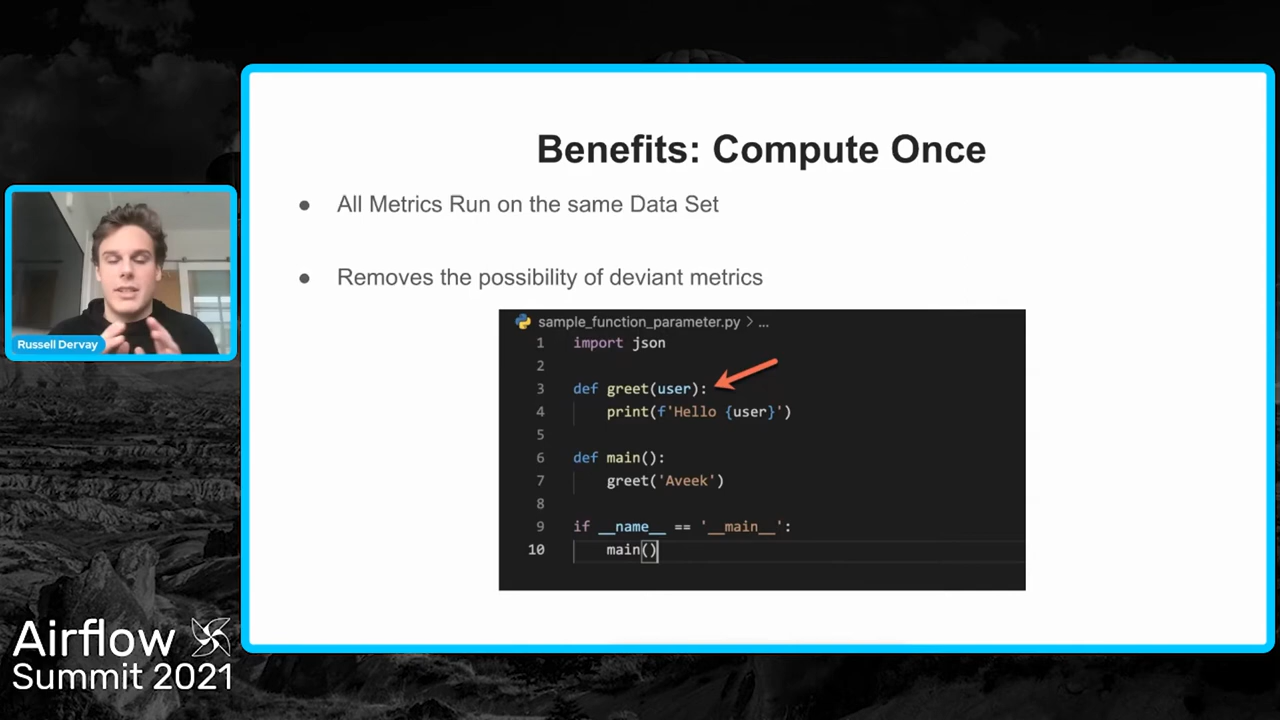 Benefits: Compute Once
● All Metrics Run on the same Data Set
● Removes the possibility of deviant metrics
sample_function_parameter.py > ...
1 import json
2
3 def greet(user):
4 print(f'Hello {user}')
5
6 def main():
7 greet('Aveek')
8
9 if __name__ == '__main__':
10 main()
Russell Dervay
Airflow
Summit 2021